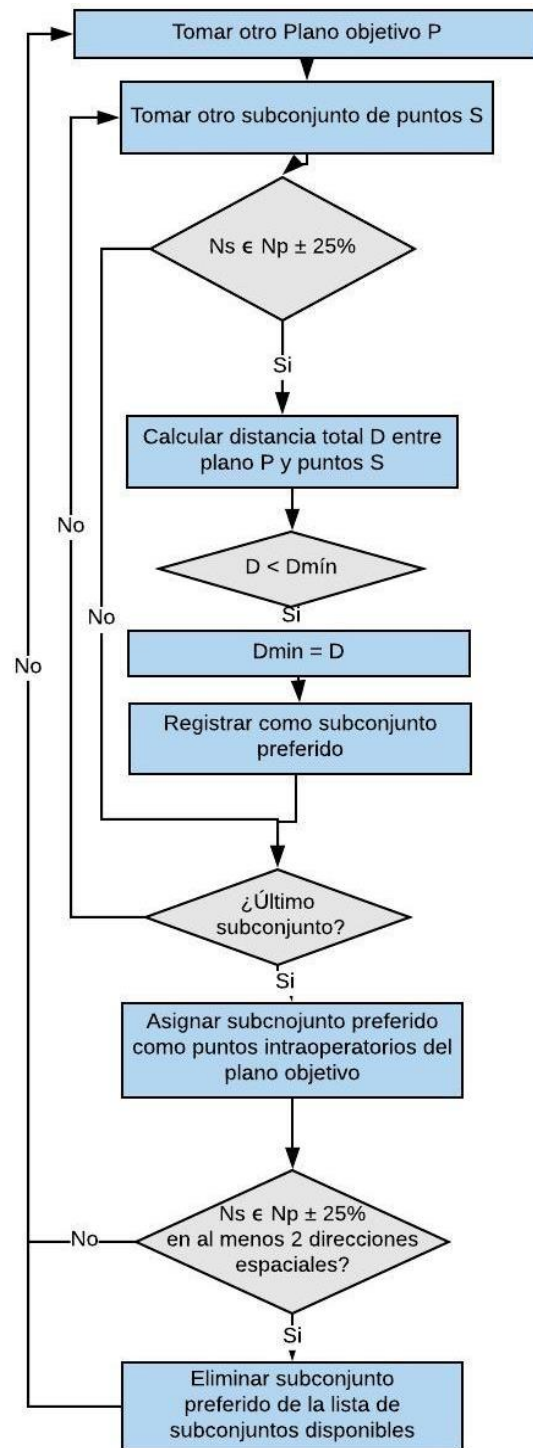 Tomar otro Plano objetivo P
Tomar otro subconjunto de puntos S
Ns ϵ Np ± 25%
Si
Calcular distancia total D entre
plano P y puntos S
No
D < Dmín
Si
No
Dmin = D
No
Registrar como subconjunto
preferido
¿Último
subconjunto?
Si
Asignar subcnojunto preferido
como puntos intraoperatorios del
plano objetivo
Ns ϵ Np ± 25%
en al menos 2 direcciones
espaciales?
No
Si
Eliminar subconjunto
preferido de la lista de
subconjuntos disponibles